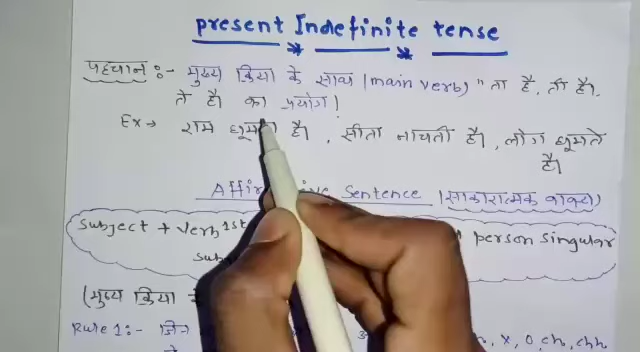 present Indefinite tense
पहचान :- मुख्य क्रिया के साथ (main verb) " ता है, ती है।
ते है। का प्रयोग।
Ex → राम घूमता है। , सीता नाचती है। , लोग घूमते
है।
Sentence (साकारात्मक वाक्य)
Subject + Verb 1st person singular
(मुख्य क्रिया
Rule 1:- h, x, o, ch, chh